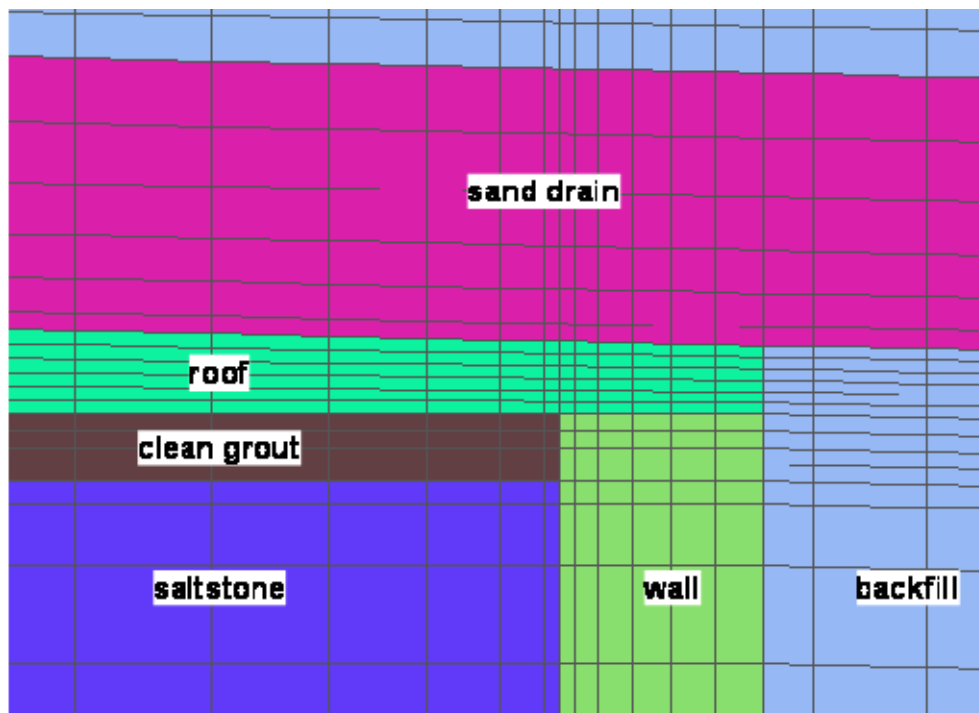 sand drain
roof
clean grout
saltstone
wall
backfill